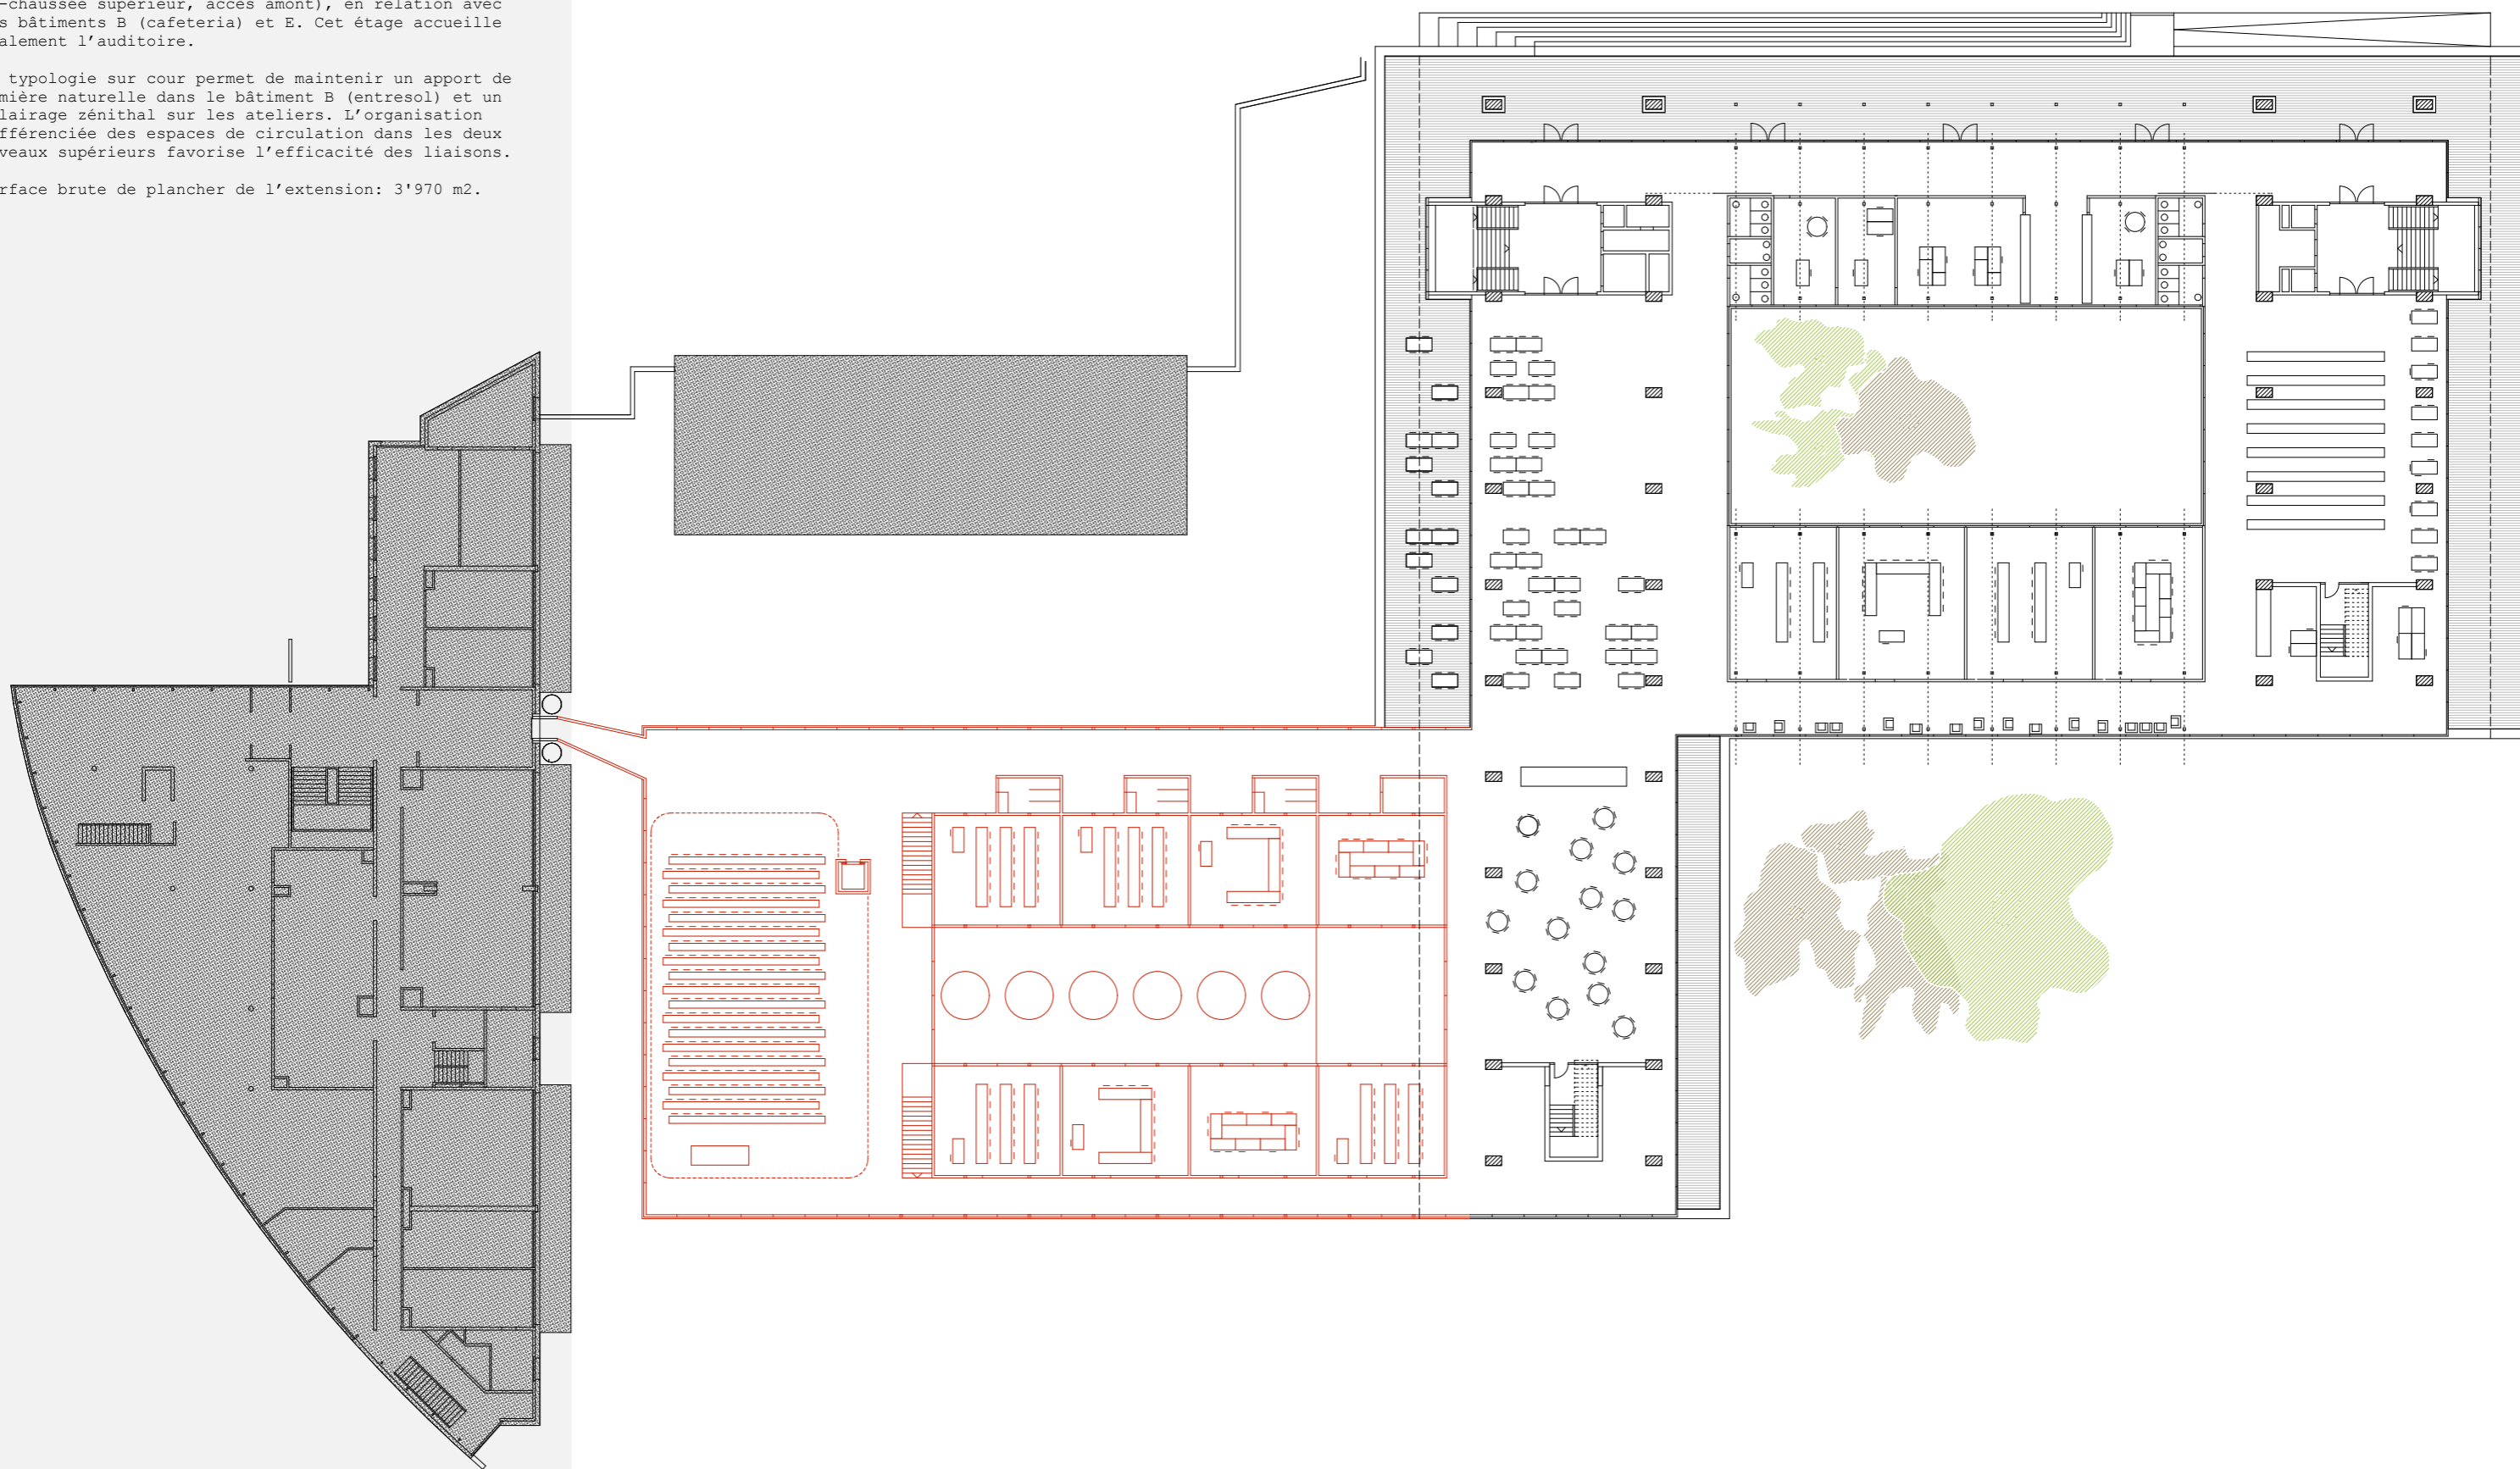 -chaussée supérieur, accès amont), en relation avec
s bâtiments B (cafeteria) et E. Cet étage accueille
alement l’auditoire.
typologie sur cour permet de maintenir un apport de
mière naturelle dans le bâtiment B (entresol) et un
lairage zénithal sur les ateliers. L’organisation
fférenciée des espaces de circulation dans les deux
veaux supérieurs favorise l’efficacité des liaisons.
rface brute de plancher de l’extension: 3'970 m2.